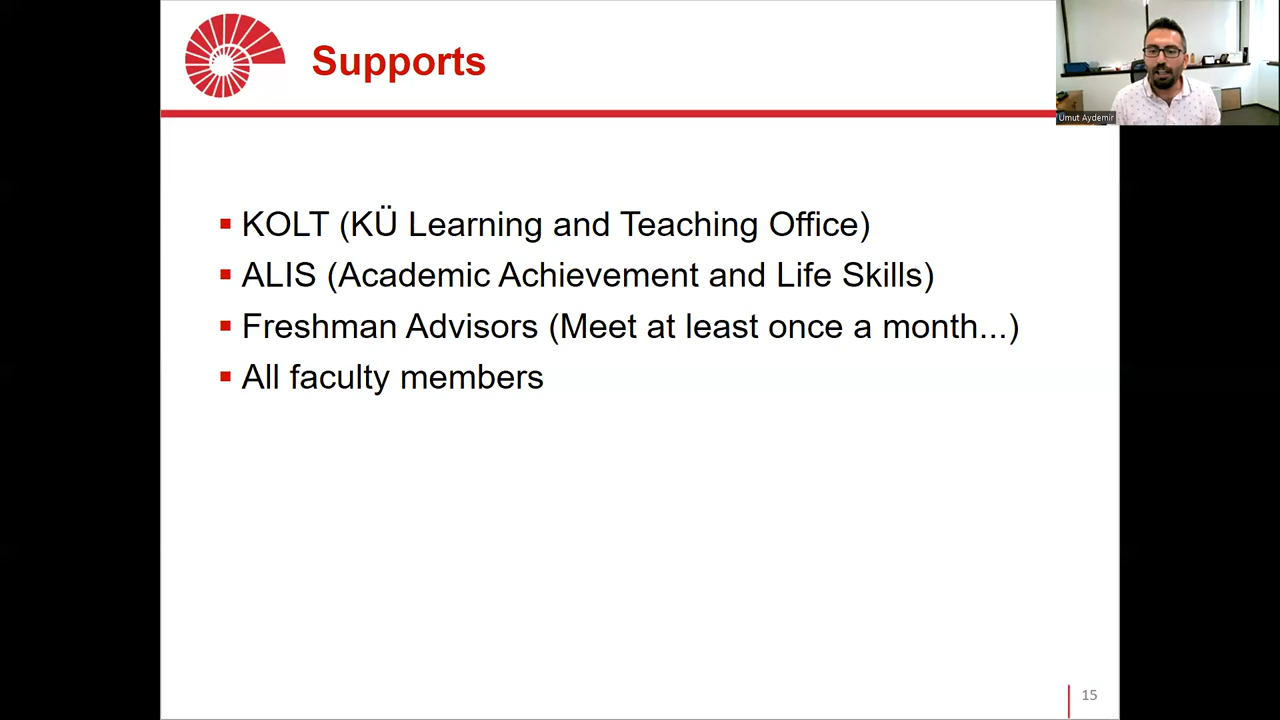 Supports
Umut Aydemir
KOLT (KÜ Learning and Teaching Office)
ALIS (Academic Achievement and Life Skills)
Freshman Advisors (Meet at least once a month...)
All faculty members
15